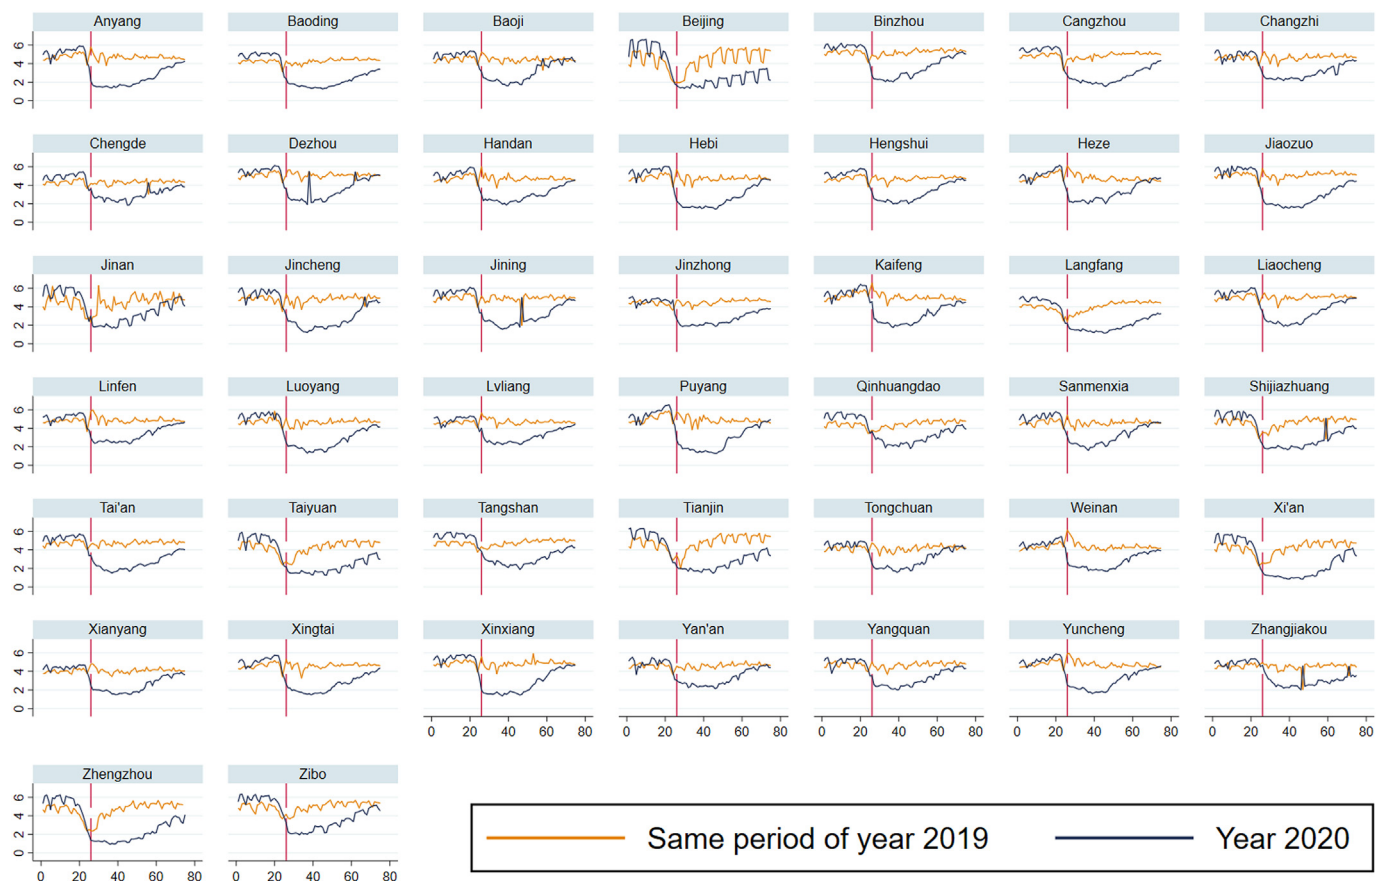 Anyang Baoding Baoji Beijing Binzhou Cangzhou Changzhi
6
4
2
0
Chengde Dezhou Handan Hebi Hengshui Heze Jiaozuo
6
4
2
0
Jinan Jincheng Jining Jinzhong Kaifeng Langfang Liaocheng
6
4
2
0
Linfen Luoyang Lvliang Puyang Qinhuangdao Sanmenxia Shijiazhuang
6
4
2
0
Tai'an Taiyuan Tangshan Tianjin Tongchuan Weinan Xi'an
6
4
2
0
Xianyang Xingtai Xinxiang Yan'an Yangquan Yuncheng Zhangjiakou
6
4
2
0
0 20 40 60 80 0 20 40 60 80 0 20 40 60 80 0 20 40 60 80 0 20 40 60 80
Zhengzhou Zibo
6
4
2
0
0 20 40 60 80 0 20 40 60 80
Same period of year 2019 Year 2020